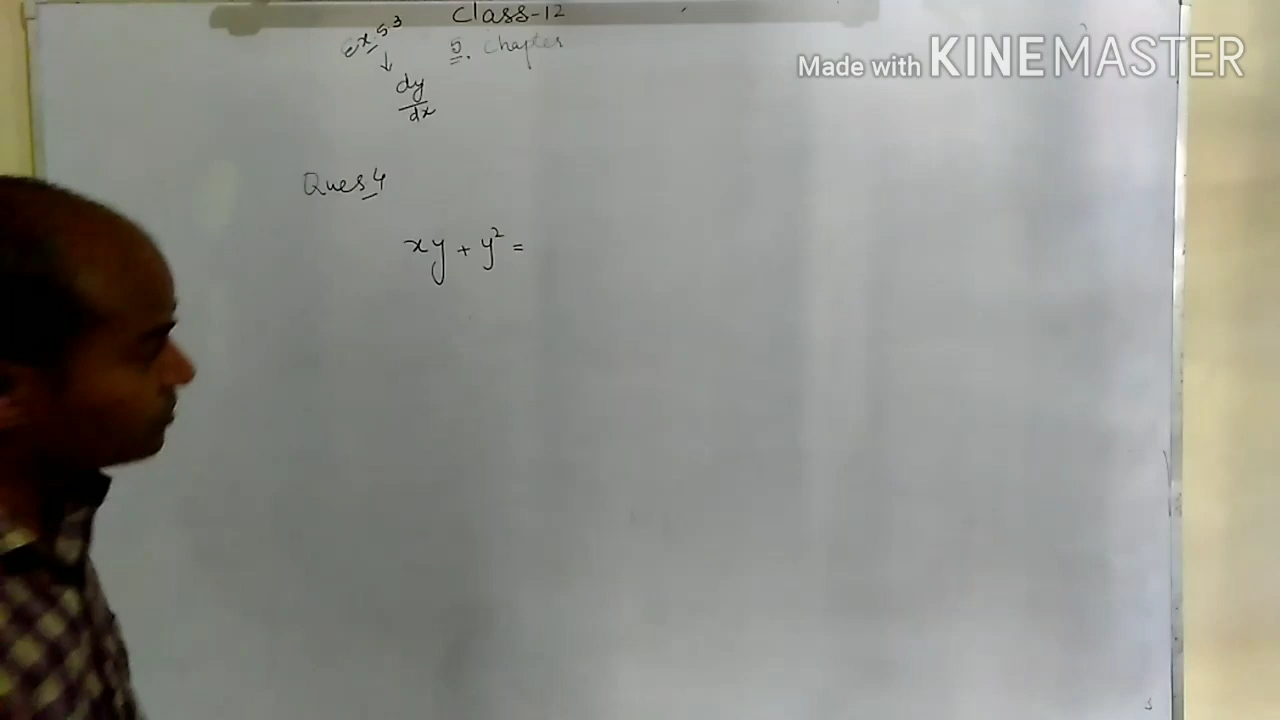 Class-12
ex 5.3
5. Chapter
↓
dy
dx
Ques 4
xy + y² =
Made with KINEMASTER